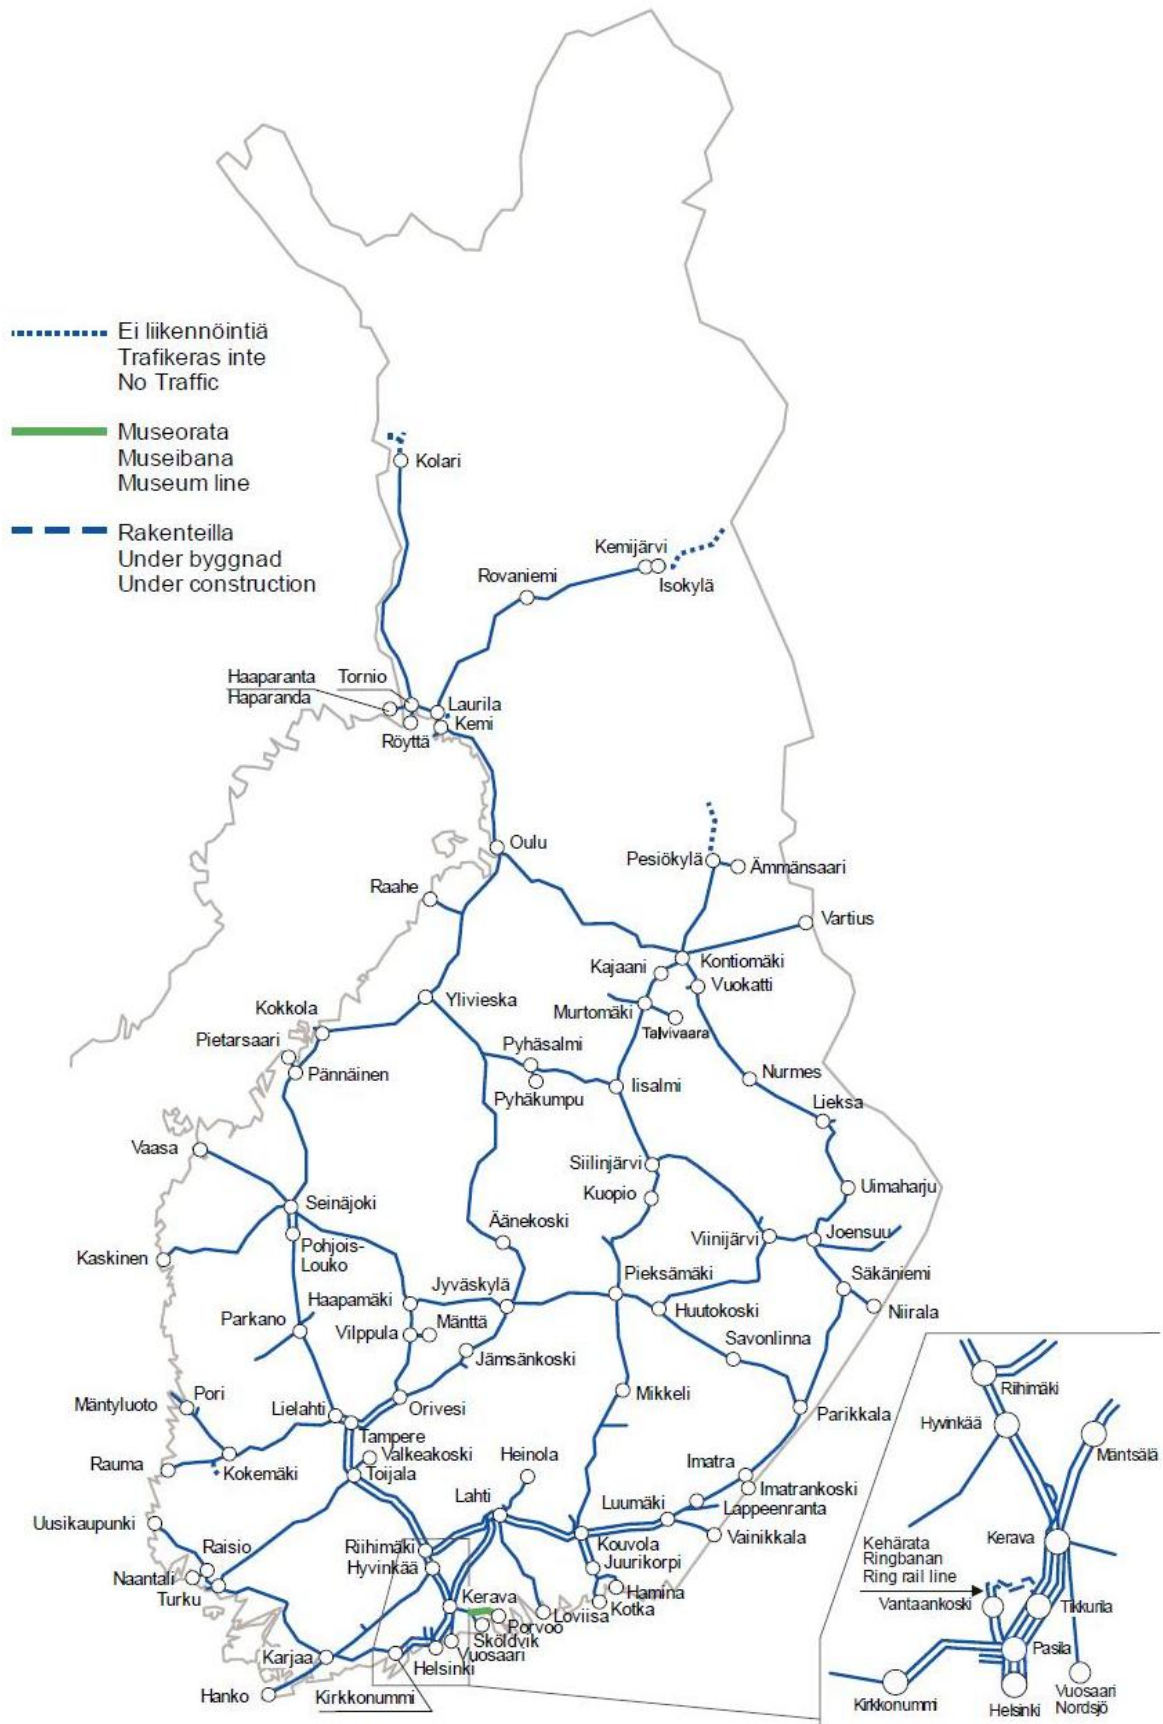 Ei liikennöintiä
Trafikeras inte
No Traffic
Museorata
Museibana
Museum line
Rakenteilla
Under byggnad
Under construction
Kolari
Kemijärvi
Rovaniemi
Isokylä
Haaparanta
Haparanda
Tornio
Laurila
Kemi
Röyttä
Oulu
Pesiökylä
Ämmänsaari
Raahe
Vartius
Kontiomäki
Kajaani
Vuokatti
Ylivieska
Murtomäki
Talvivaara
Kokkola
Pietarsaari
Pännäinen
Pyhäsalmi
Pyhäkumpu
Iisalmi
Nurmes
Lieksa
Vaasa
Siilinjärvi
Kuopio
Uimaharju
Seinäjoki
Äänekoski
Viinijärvi
Joensuu
Kaskinen
Pohjois-
Louko
Jyväskylä
Pieksämäki
Säkäniemi
Haapamäki
Huutokoski
Niirala
Parkano
Vilppula
Mänttä
Savonlinna
Jämsänkoski
Mäntyluoto
Pori
Lielahti
Orivesi
Mikkeli
Parikkala
Tampere
Valkeakoski
Heinola
Rauma
Kokemäki
Toijala
Imatra
Imatrankoski
Lahti
Luumäki
Lappeenranta
Uusikaupunki
Vainikkala
Raisio
Riihimäki
Hyvinkää
Kouvola
Juurikorpi
Naantali
Turku
Kerava
Hamina
Kotka
Loviisa
Porvoo
Sköldvik
Vuosaari
Karjaa
Helsinki
Hanko
Kirkkonummi
Riihimäki
Hyvinkää
Mäntsälä
Kerava
Kehärata
Ringbanan
Ring rail line
Vantaankoski
Tikkurila
Pasila
Kirkkonummi
Helsinki
Vuosaari
Nordsjö